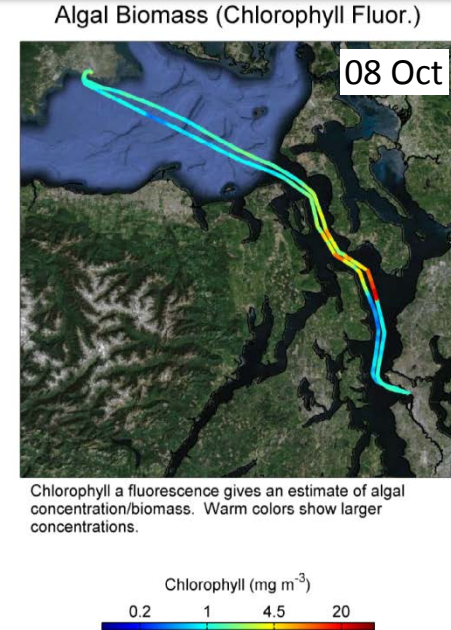 Algal Biomass (Chlorophyll Fluor.)
08 Oct
Chlorophyll a fluorescence gives an estimate of algal
concentration/biomass.  Warm colors show larger
concentrations.
Chlorophyll (mg m⁻³)
0.2 1 4.5 20